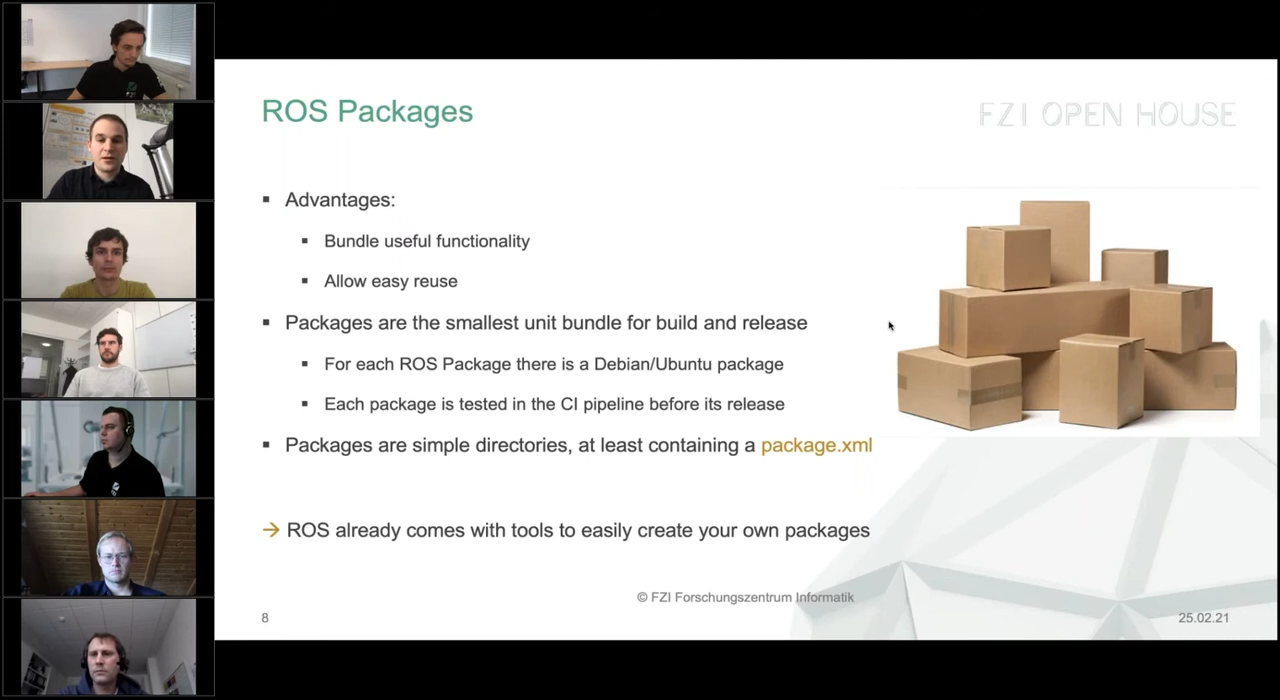 ROS Packages
FZI OPEN HOUSE
Advantages:
Bundle useful functionality
Allow easy reuse
Packages are the smallest unit bundle for build and release
For each ROS Package there is a Debian/Ubuntu package
Each package is tested in the CI pipeline before its release
Packages are simple directories, at least containing a package.xml
→ ROS already comes with tools to easily create your own packages
© FZI Forschungszentrum Informatik
8
25.02.21